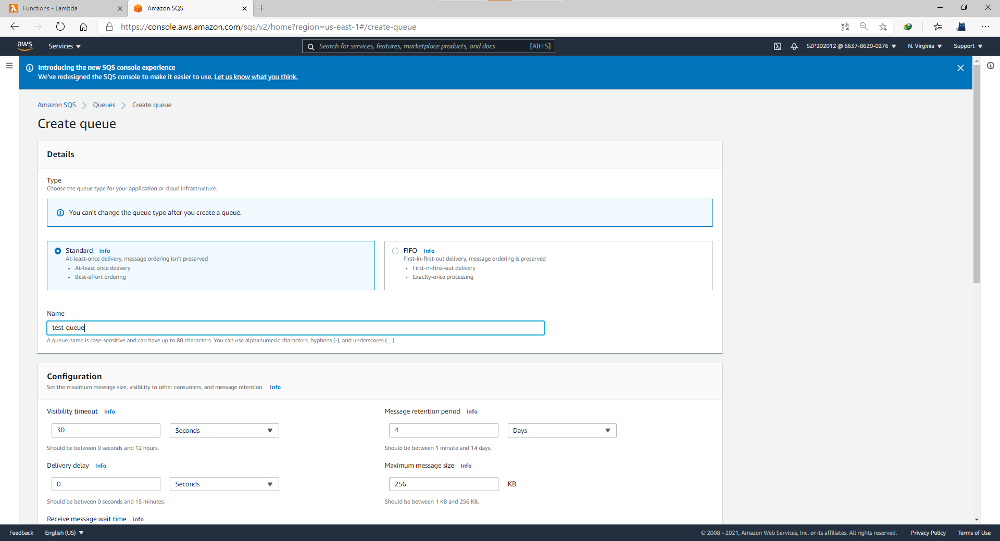 Functions - Lambda
Amazon SQS
https://console.aws.amazon.com/sqs/v2/home?region=us-east-1#/create-queue
aws
Services
Search for services, features, marketplace products, and docs [Alt+S]
SZP202012 @ 6637-8629-0276
N. Virginia
Support
Introducing the new SQS console experience
We've redesigned the SQS console to make it easier to use. Let us know what you think.
Amazon SQS
Queues
Create queue
Create queue
Details
Type
Choose the queue type for your application or cloud infrastructure.
You can't change the queue type after you create a queue.
Standard Info
At-least-once delivery, message ordering isn't preserved
• At-least once delivery
• Best-effort ordering
FIFO Info
First-in-first-out delivery, message ordering is preserved
• First-in-first-out delivery
• Exactly-once processing
Name
test-queue
A queue name is case-sensitive and can have up to 80 characters. You can use alphanumeric characters, hyphens (-), and underscores ( _ ).
Configuration
Set the maximum message size, visibility to other consumers, and message retention. Info
Visibility timeout Info
30
Seconds
Should be between 0 seconds and 12 hours.
Message retention period Info
4
Days
Should be between 1 minute and 14 days.
Delivery delay Info
0
Seconds
Should be between 0 seconds and 15 minutes.
Maximum message size Info
256
KB
Should be between 1 KB and 256 KB.
Receive message wait time Info
Feedback
English (US)
© 2008 - 2021, Amazon Web Services, Inc. or its affiliates. All rights reserved.
Privacy Policy
Terms of Use